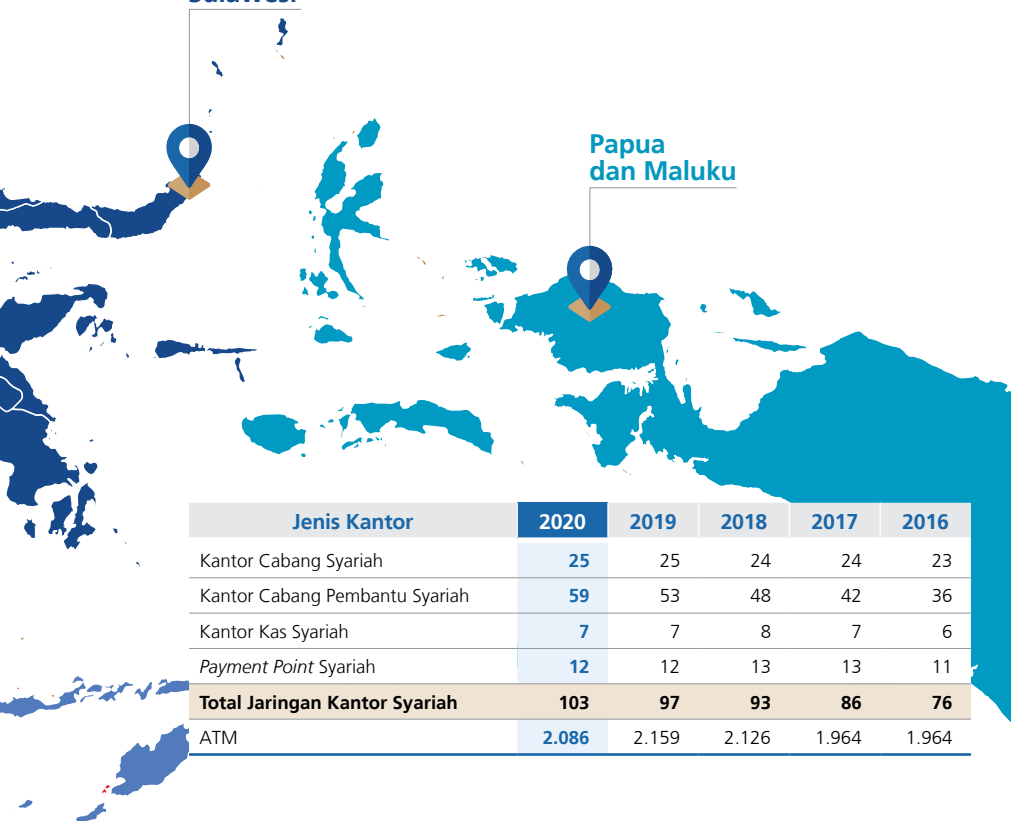 Sulawesi
Papua
dan Maluku
Jenis Kantor 2020 2019 2018 2017 2016
Kantor Cabang Syariah 25 25 24 24 23
Kantor Cabang Pembantu Syariah 59 53 48 42 36
Kantor Kas Syariah 7 7 8 7 6
Payment Point Syariah 12 12 13 13 11
Total Jaringan Kantor Syariah 103 97 93 86 76
ATM 2.086 2.159 2.126 1.964 1.964